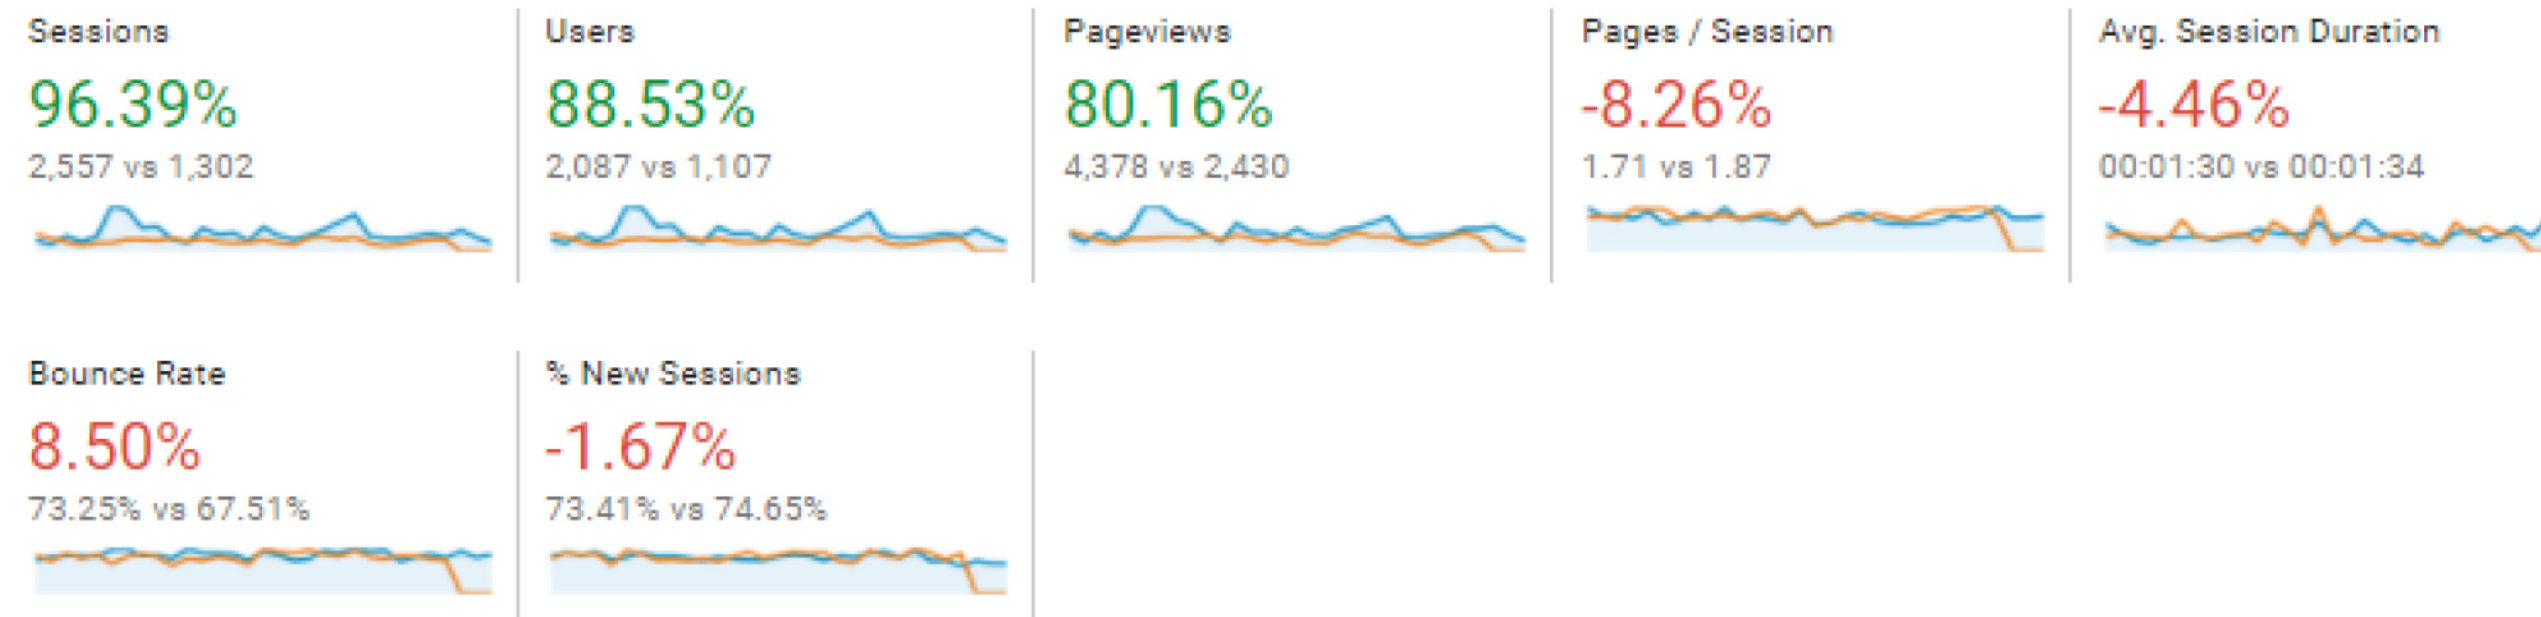 Sessions
96.39%
2,557 vs 1,302
Users
88.53%
2,087 vs 1,107
Pageviews
80.16%
4,378 vs 2,430
Pages / Session
-8.26%
1.71 vs 1.87
Avg. Session Duration
-4.46%
00:01:30 vs 00:01:34
Bounce Rate
8.50%
73.25% vs 67.51%
% New Sessions
-1.67%
73.41% vs 74.65%